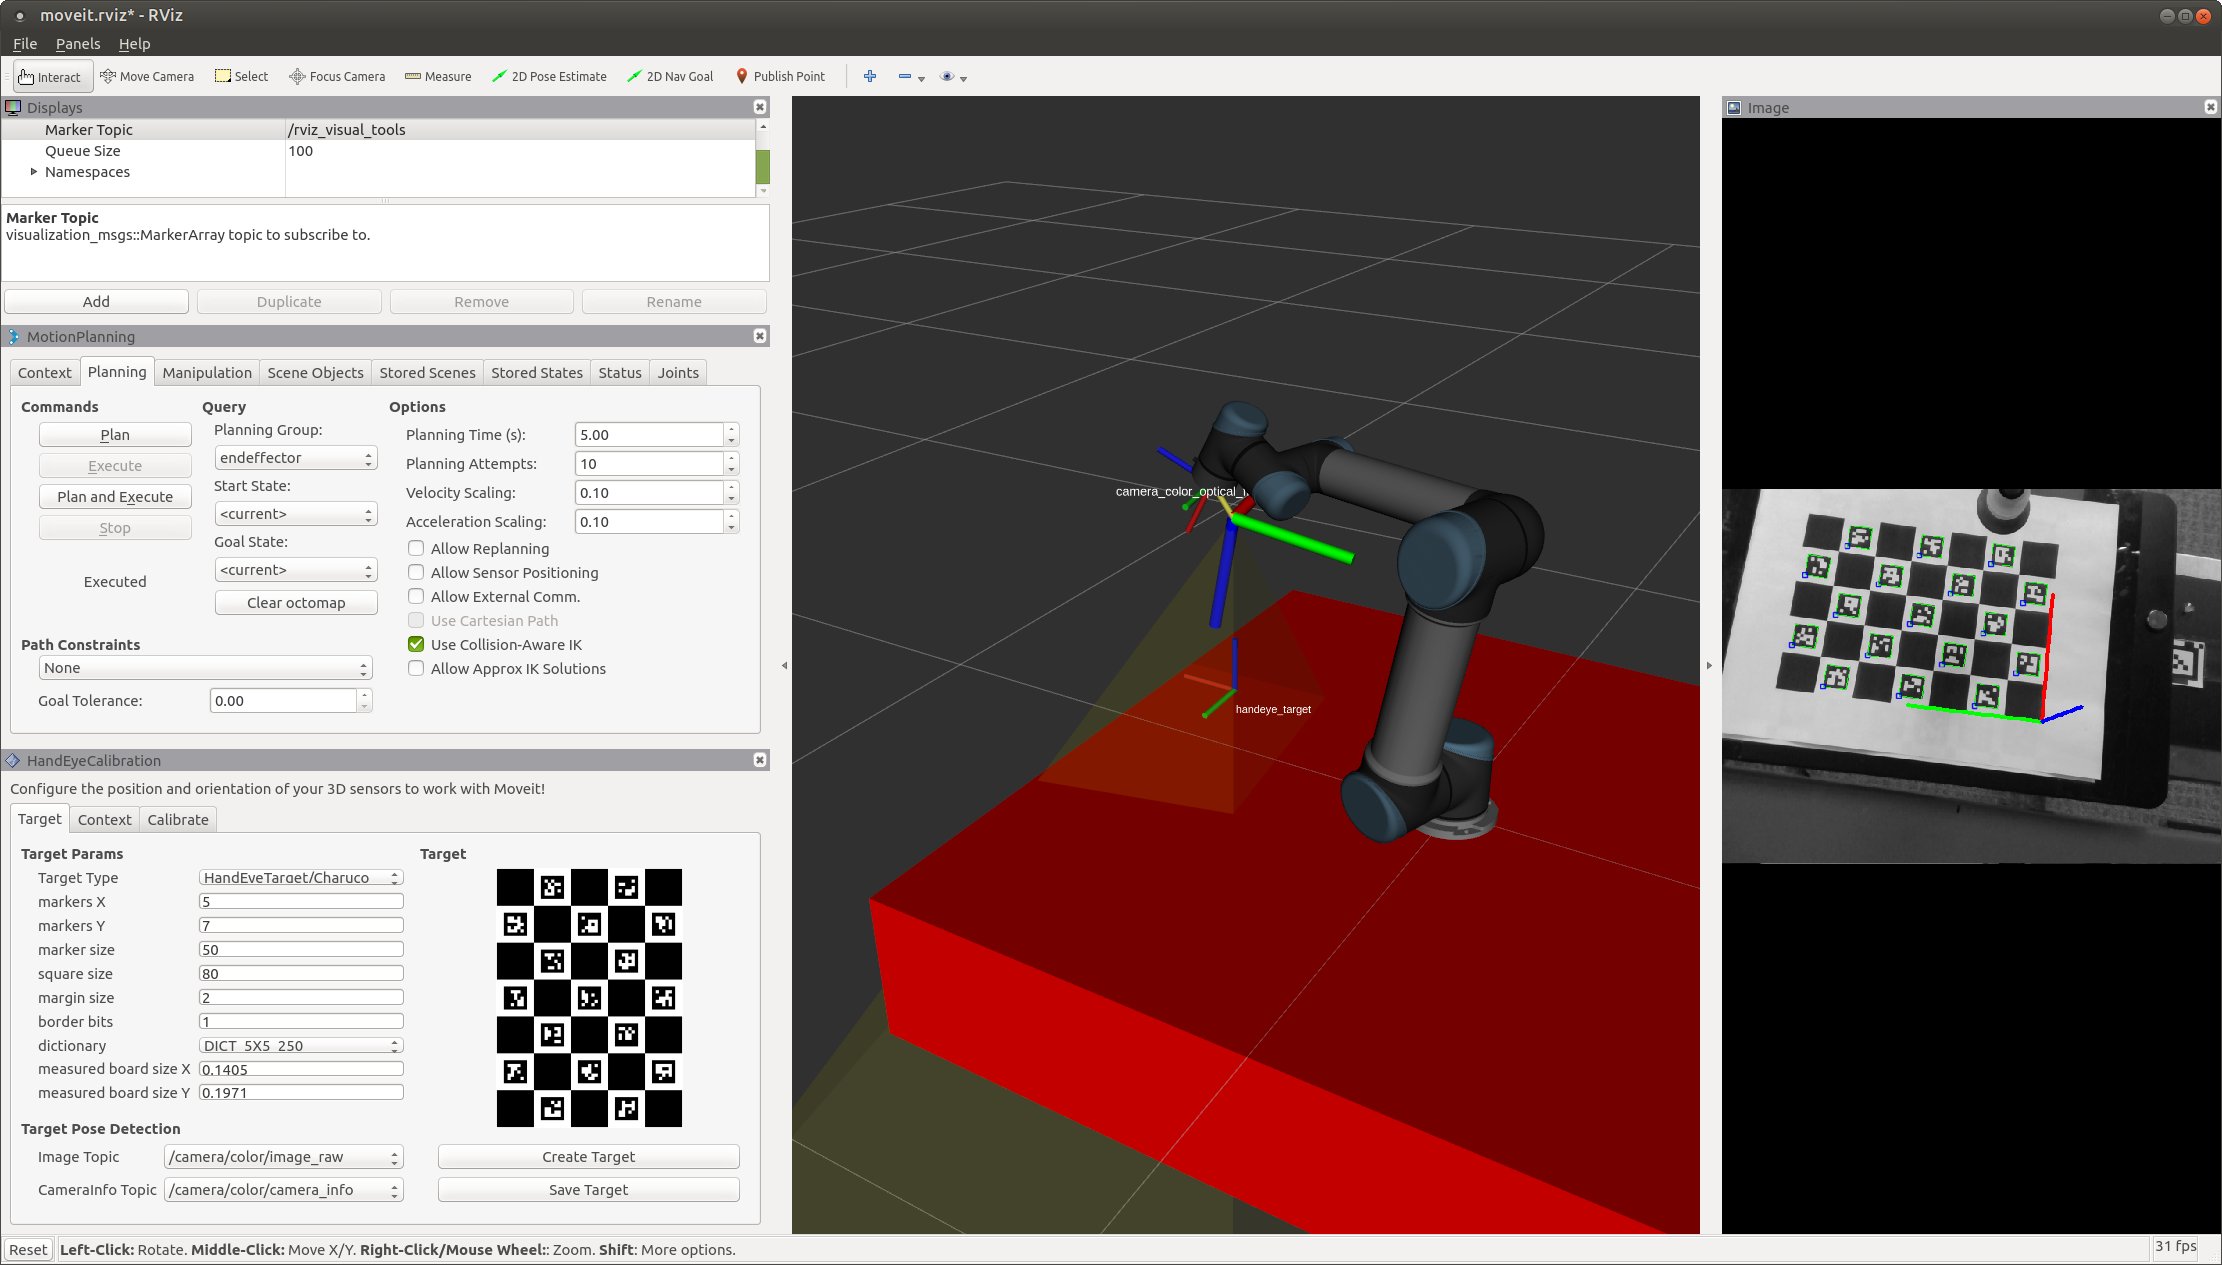 moveit.rviz* - RViz
File Panels Help
Interact Move Camera Select Focus Camera Measure 2D Pose Estimate 2D Nav Goal Publish Point
Displays
Marker Topic /rviz_visual_tools
Queue Size 100
Namespaces
Marker Topic
visualization_msgs::MarkerArray topic to subscribe to.
Add Duplicate Remove Rename
MotionPlanning
Context Planning Manipulation Scene Objects Stored Scenes Stored States Status Joints
Commands Query Options
Planning Group:
Plan Planning Time (s): 5.00
endeffector
Execute Planning Attempts: 10
Start State:
Plan and Execute Velocity Scaling: 0.10
<current>
Stop Acceleration Scaling: 0.10
Goal State: Allow Replanning
<current> Allow Sensor Positioning
Executed
Clear octomap Allow External Comm.
Use Cartesian Path
Path Constraints Use Collision-Aware IK
None Allow Approx IK Solutions
Goal Tolerance: 0.00
HandEyeCalibration
Configure the position and orientation of your 3D sensors to work with Moveit!
Target Context Calibrate
Target Params Target
Target Type HandEyeTarget/Charuco
markers X 5
markers Y 7
marker size 50
square size 80
margin size 2
border bits 1
dictionary DICT_5X5_250
measured board size X 0.1405
measured board size Y 0.1971
Target Pose Detection
Image Topic /camera/color/image_raw Create Target
CameraInfo Topic /camera/color/camera_info Save Target
camera_color_optical_
handeye_target
Image
Reset Left-Click: Rotate. Middle-Click: Move X/Y. Right-Click/Mouse Wheel:: Zoom. Shift: More options. 31 fps